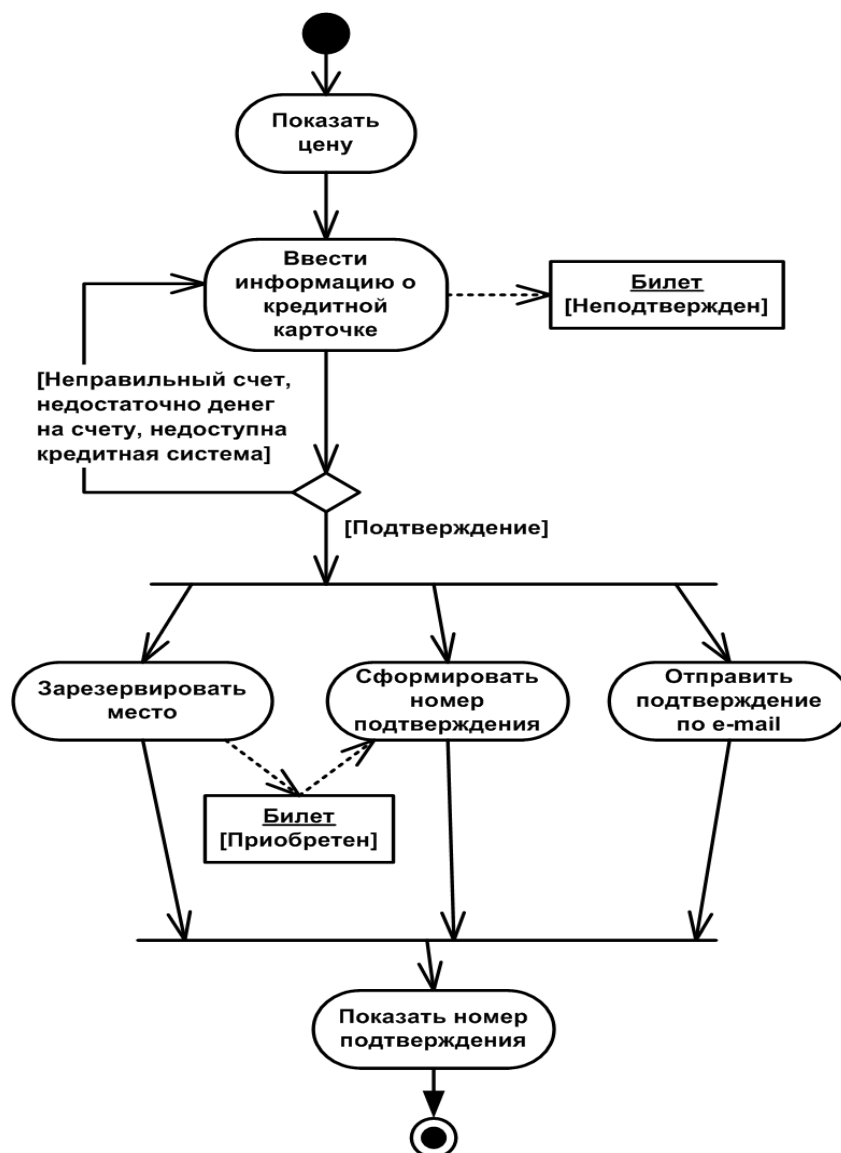 Показать
цену
Ввести
информацию о
кредитной
карточке
Билет
[Неподтвержден]
[Неправильный счет,
недостаточно денег
на счету, недоступна
кредитная система]
[Подтверждение]
Зарезервировать
место
Сформировать
номер
подтверждения
Отправить
подтверждение
по e-mail
Билет
[Приобретен]
Показать номер
подтверждения